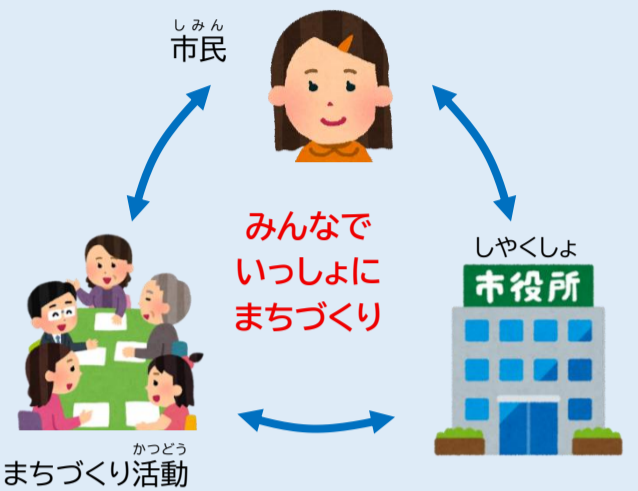 しみん
市民
みんなで
いっしょに
まちづくり
しやくしょ
市役所
かつどう
まちづくり活動